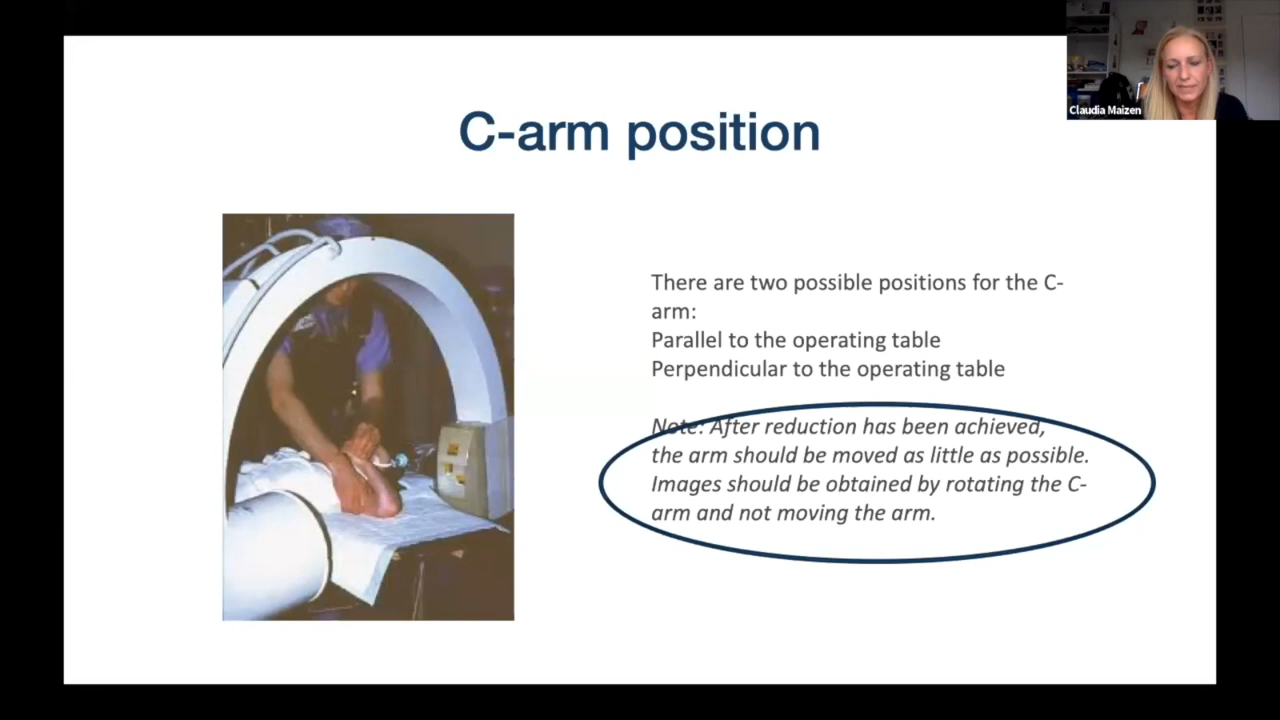 Claudia Maizen
C-arm position
There are two possible positions for the C-
arm:
Parallel to the operating table
Perpendicular to the operating table
Note: After reduction has been achieved,
the arm should be moved as little as possible.
Images should be obtained by rotating the C-
arm and not moving the arm.